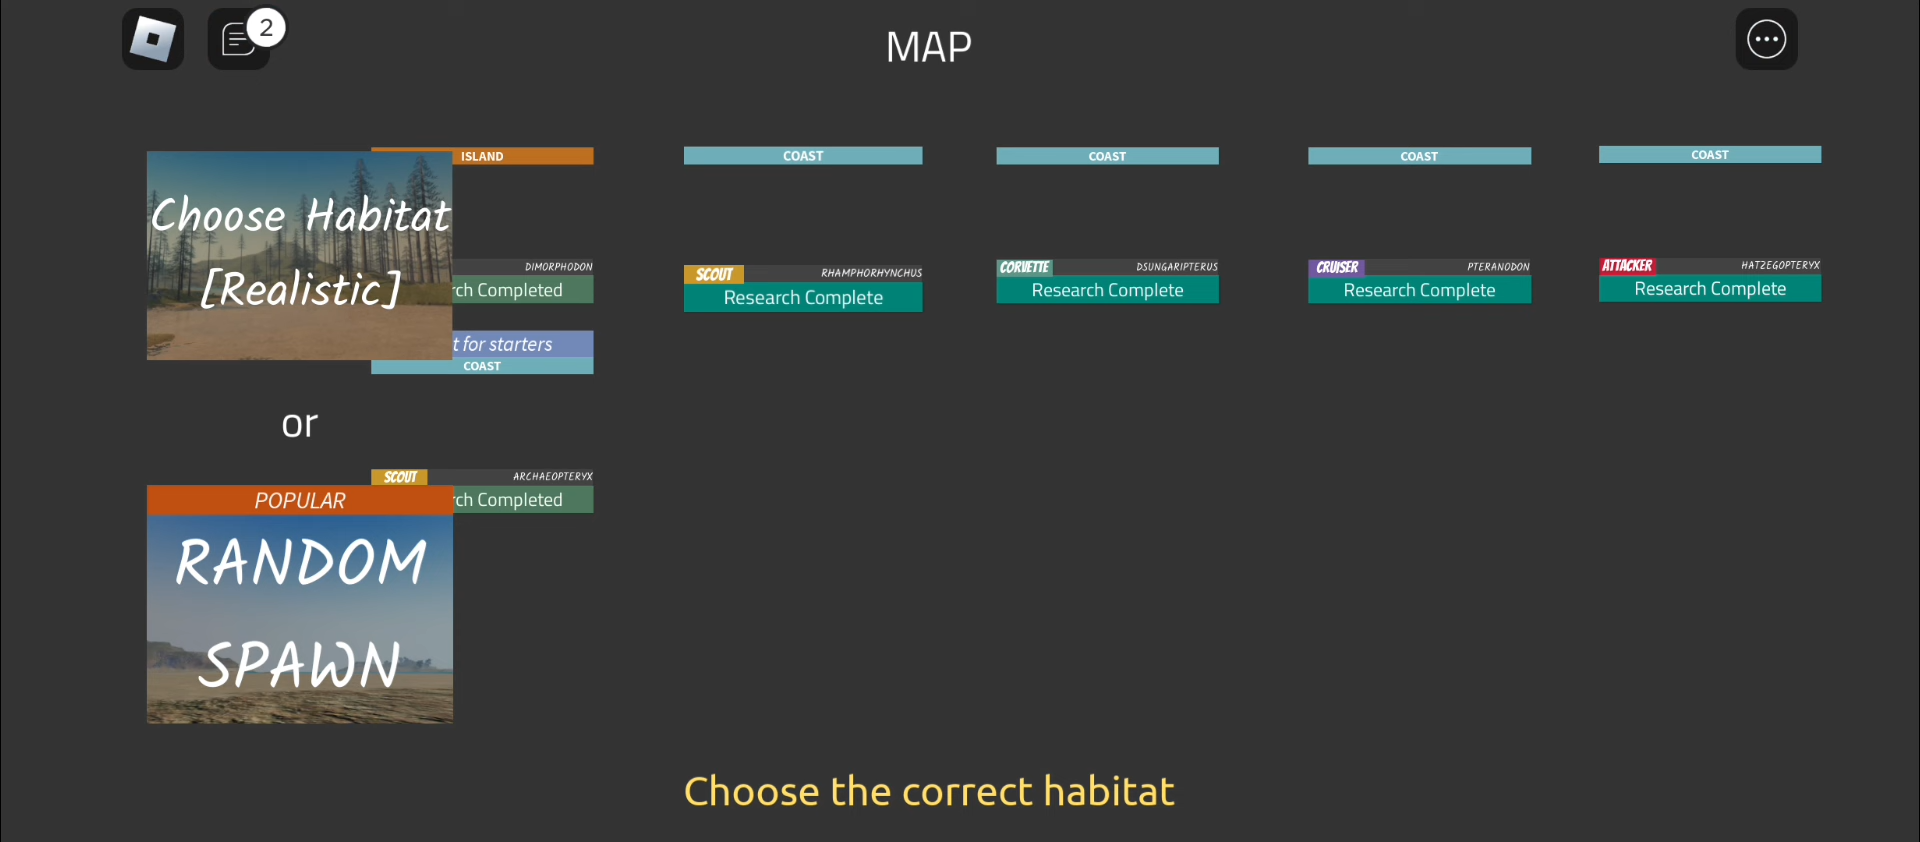 2
MAP
ISLAND
COAST
COAST
COAST
COAST
Choose Habitat
[Realistic]
DIMORPHODON
Completed
SCOUT RHAMPHORHYNCHUS
Research Complete
CORVETTE DSUNGARIPTERUS
Research Complete
CRUISER PTERANODON
Research Complete
ATTACKER HATZEGOPTERYX
Research Complete
for starters
COAST
or
SCOUT ARCHAEOPTERYX
Completed
POPULAR
RANDOM
SPAWN
Choose the correct habitat